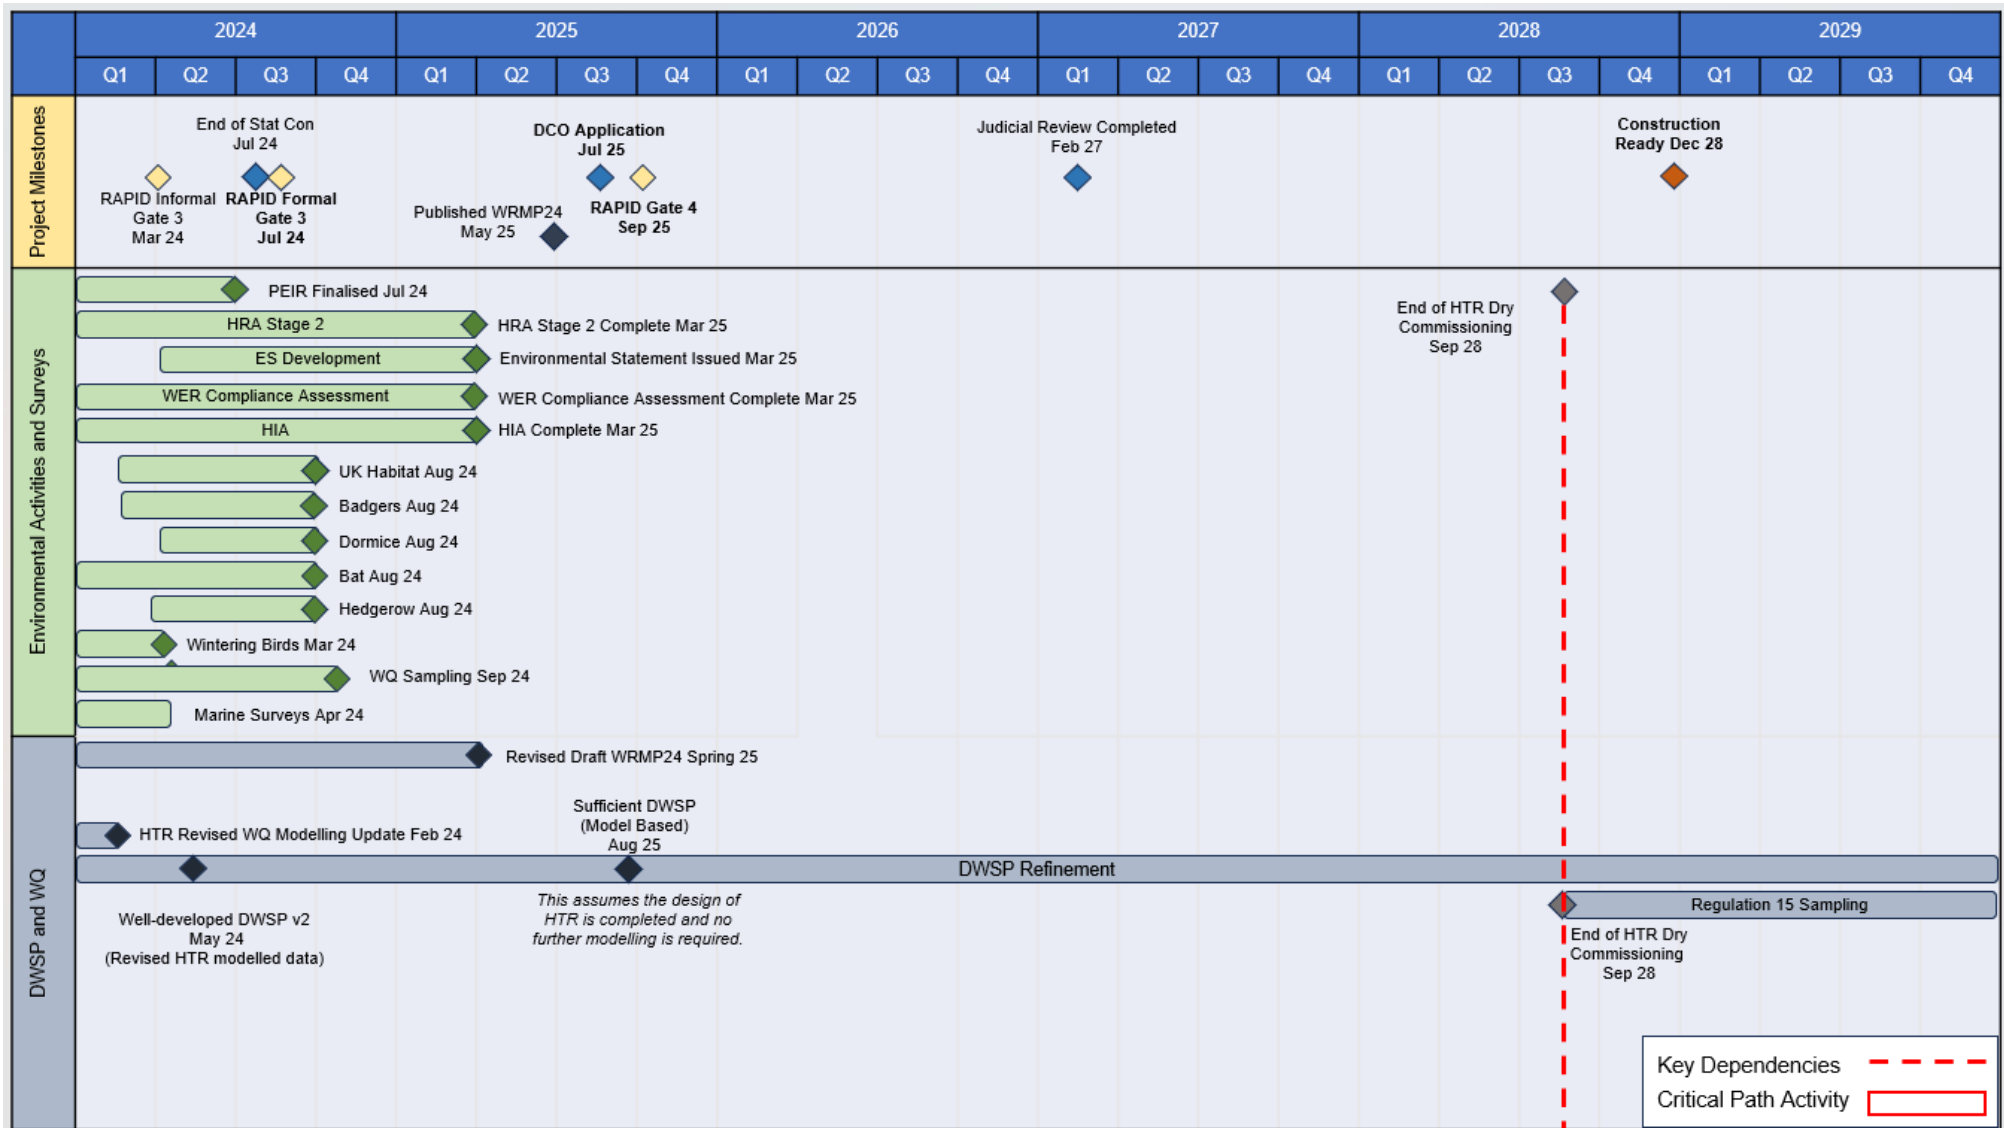 2024
2025
2026
2027
2028
2029
Q1 Q2 Q3 Q4 Q1 Q2 Q3 Q4 Q1 Q2 Q3 Q4 Q1 Q2 Q3 Q4 Q1 Q2 Q3 Q4 Q1 Q2 Q3 Q4
Project Milestones
End of Stat Con
Jul 24
RAPID Informal
Gate 3
Mar 24
RAPID Formal
Gate 3
Jul 24
DCO Application
Jul 25
Published WRMP24
May 25
RAPID Gate 4
Sep 25
Judicial Review Completed
Feb 27
Construction
Ready Dec 28
Environmental Activities and Surveys
PEIR Finalised Jul 24
End of HTR Dry
Commissioning
Sep 28
HRA Stage 2
HRA Stage 2 Complete Mar 25
ES Development
Environmental Statement Issued Mar 25
WER Compliance Assessment
WER Compliance Assessment Complete Mar 25
HIA
HIA Complete Mar 25
UK Habitat Aug 24
Badgers Aug 24
Dormice Aug 24
Bat Aug 24
Hedgerow Aug 24
Wintering Birds Mar 24
WQ Sampling Sep 24
Marine Surveys Apr 24
DWSP and WQ
Revised Draft WRMP24 Spring 25
HTR Revised WQ Modelling Update Feb 24
Sufficient DWSP
(Model Based)
Aug 25
DWSP Refinement
Well-developed DWSP v2
May 24
(Revised HTR modelled data)
This assumes the design of
HTR is completed and no
further modelling is required.
Regulation 15 Sampling
End of HTR Dry
Commissioning
Sep 28
Key Dependencies
Critical Path Activity